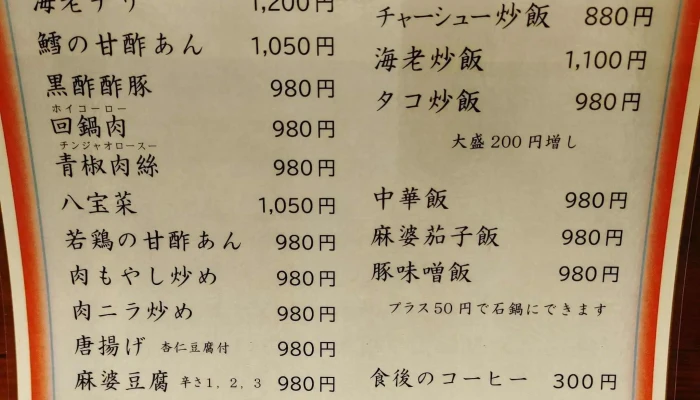 海老チリ 1,200円
鱈の甘酢あん 1,050円
黒酢酢豚 980円
ホイコーロー
回鍋肉 980円
チンジャオロースー
青椒肉絲 980円
八宝菜 1,050円
若鶏の甘酢あん 980円
肉もやし炒め 980円
肉ニラ炒め 980円
唐揚げ 杏仁豆腐付 980円
麻婆豆腐 辛さ1, 2, 3 980円
チャーシュー炒飯 880円
海老炒飯 1,100円
タコ炒飯 980円
大盛200円増し
中華飯 980円
麻婆茄子飯 980円
豚味噌飯 980円
プラス50円で石鍋にできます
食後のコーヒー 300円